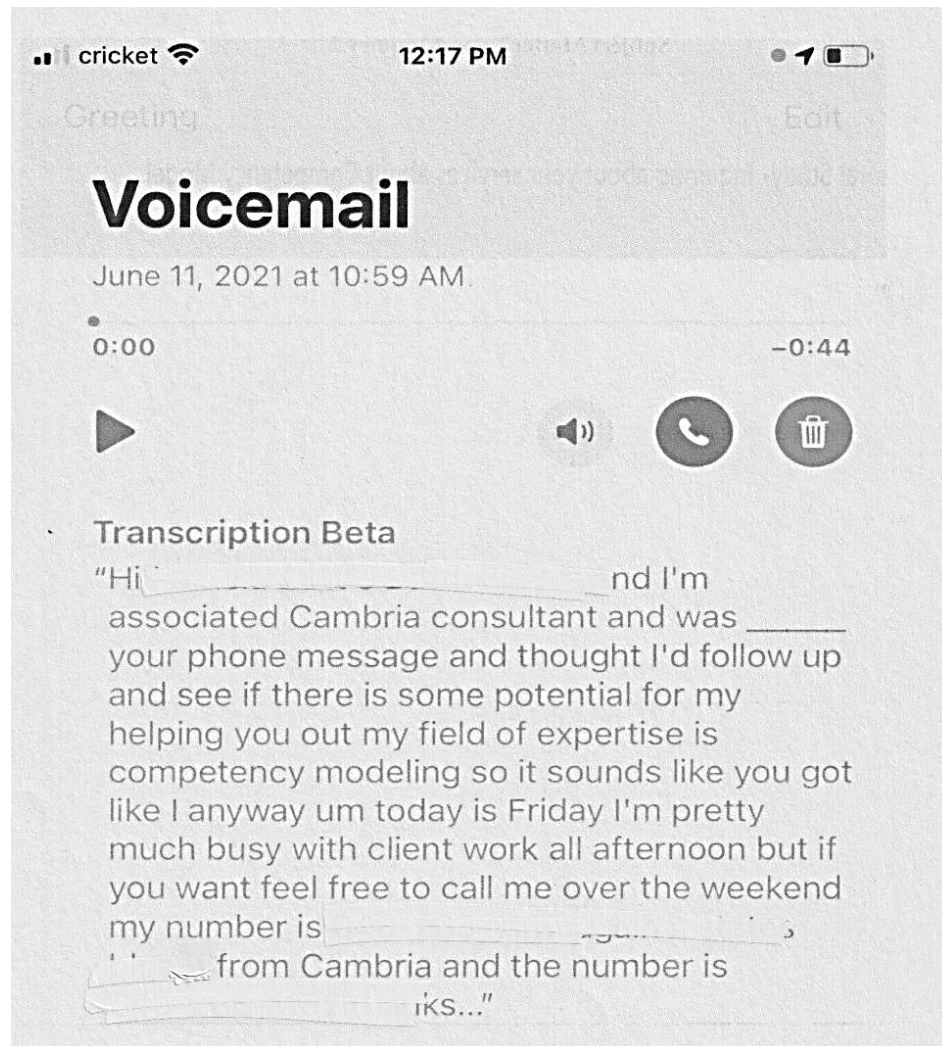 cricket 12:17 PM
Greeting Edit
Voicemail
June 11, 2021 at 10:59 AM
0:00 -0:44
Transcription Beta
"Hi nd I'm
associated Cambria consultant and was ______
your phone message and thought I'd follow up
and see if there is some potential for my
helping you out my field of expertise is
competency modeling so it sounds like you got
like I anyway um today is Friday I'm pretty
much busy with client work all afternoon but if
you want feel free to call me over the weekend
my number is
from Cambria and the number is
ks..."